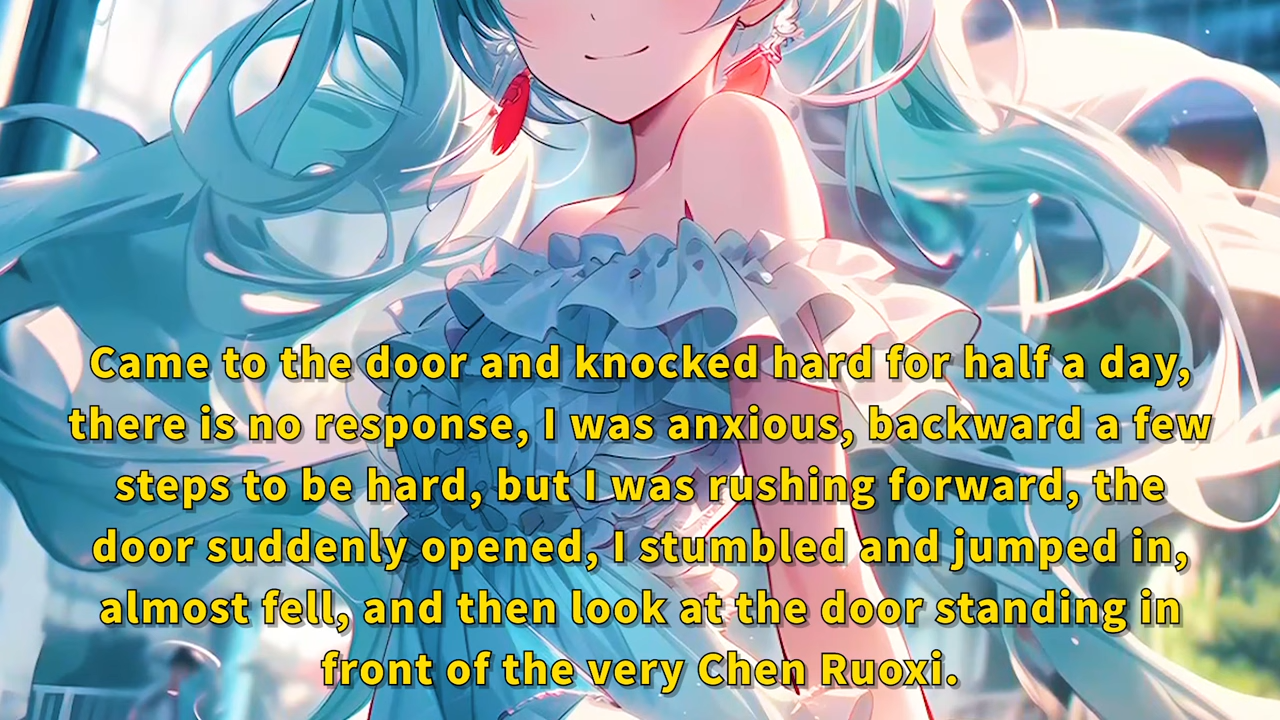 Came to the door and knocked hard for half a day,
there is no response, I was anxious, backward a few
steps to be hard, but I was rushing forward, the
door suddenly opened, I stumbled and jumped in,
almost fell, and then look at the door standing in
front of the very Chen Ruoxi.